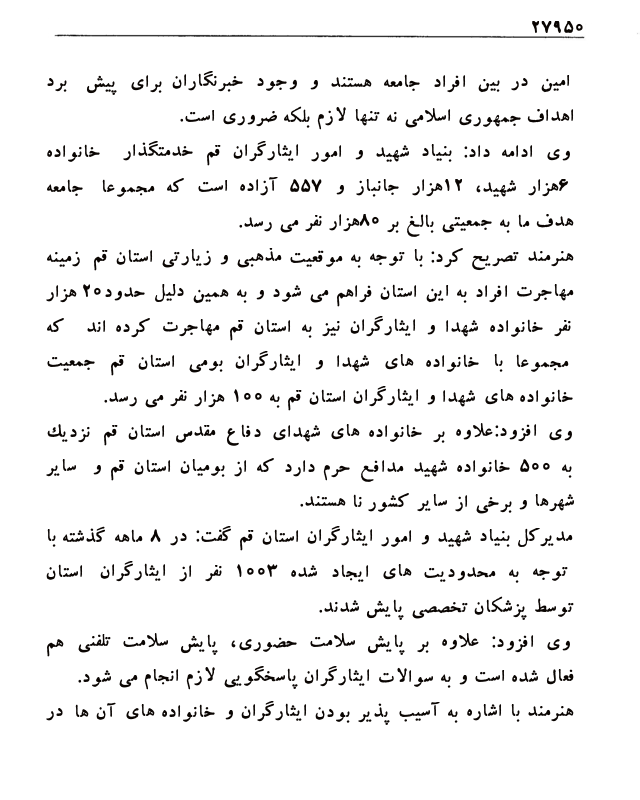 ۲۷۹۵۰
امین در بین افراد جامعه هستند و وجود خبرنگاران برای پیش برد
اهداف جمهوری اسلامی نه تنها لازم بلکه ضروری است.
وی ادامه داد: بنیاد شهید و امور ایثارگران قم خدمتگذار خانواده
۶هزار شهید، ۱۲هزار جانباز و ۵۵۷ آزاده است که مجموعا جامعه
هدف ما به جمعیتی بالغ بر ۸۰هزار نفر می رسد.
هنرمند تصریح کرد: با توجه به موقعیت مذهبی و زیارتی استان قم زمینه
مهاجرت افراد به این استان فراهم می شود و به همین دلیل حدود۲۰ هزار
نفر خانواده شهدا و ایثارگران نیز به استان قم مهاجرت کرده اند که
مجموعا با خانواده های شهدا و ایثارگران بومی استان قم جمعیت
خانواده های شهدا و ایثارگران استان قم به ۱۰۰ هزار نفر می رسد.
وی افزود:علاوه بر خانواده های شهدای دفاع مقدس استان قم نزدیك
به ۵۰۰ خانواده شهید مدافع حرم دارد که از بومیان استان قم و سایر
شهرها و برخی از سایر کشور نا هستند.
مدیرکل بنیاد شهید و امور ایثارگران استان قم گفت: در ۸ ماهه گذشته با
توجه به محدودیت های ایجاد شده ۱۰۰۳ نفر از ایثارگران استان
توسط پزشکان تخصصی پایش شدند.
وی افزود: علاوه بر پایش سلامت حضوری، پایش سلامت تلفنی هم
فعال شده است و به سوالات ایثارگران پاسخگویی لازم انجام می شود.
هنرمند با اشاره به آسیب پذیر بودن ایثارگران و خانواده های آن ها در